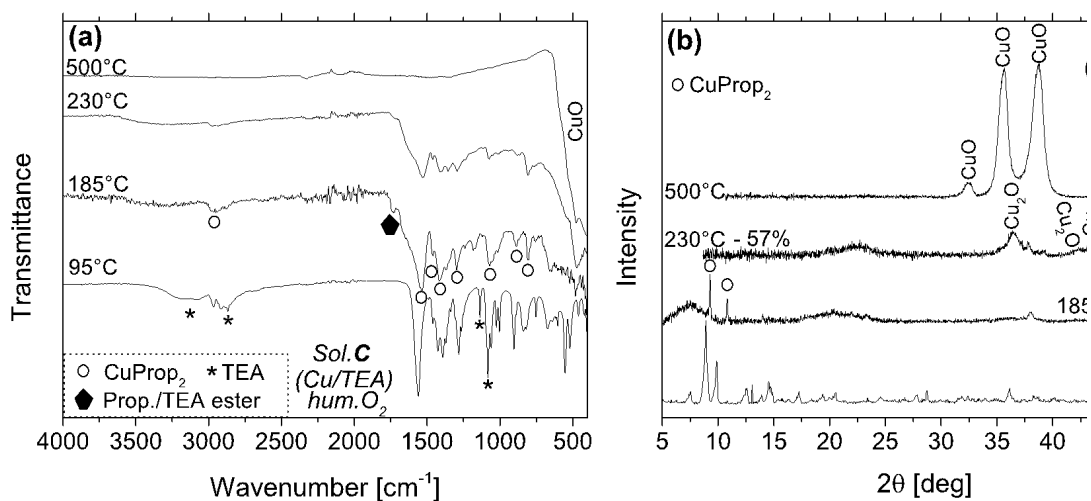 (a)
500°C
230°C
185°C
95°C
CuO
○ CuProp₂ * TEA
⬟ Prop./TEA ester
Sol.C
(Cu/TEA)
hum.O₂
Transmittance
4000 3500 3000 2500 2000 1500 1000 500
Wavenumber [cm⁻¹]
(b)
○ CuProp₂
CuO
CuO
CuO
500°C
Cu₂O
Cu₂O
230°C - 57%
185
Intensity
5 10 15 20 25 30 35 40
2θ [deg]